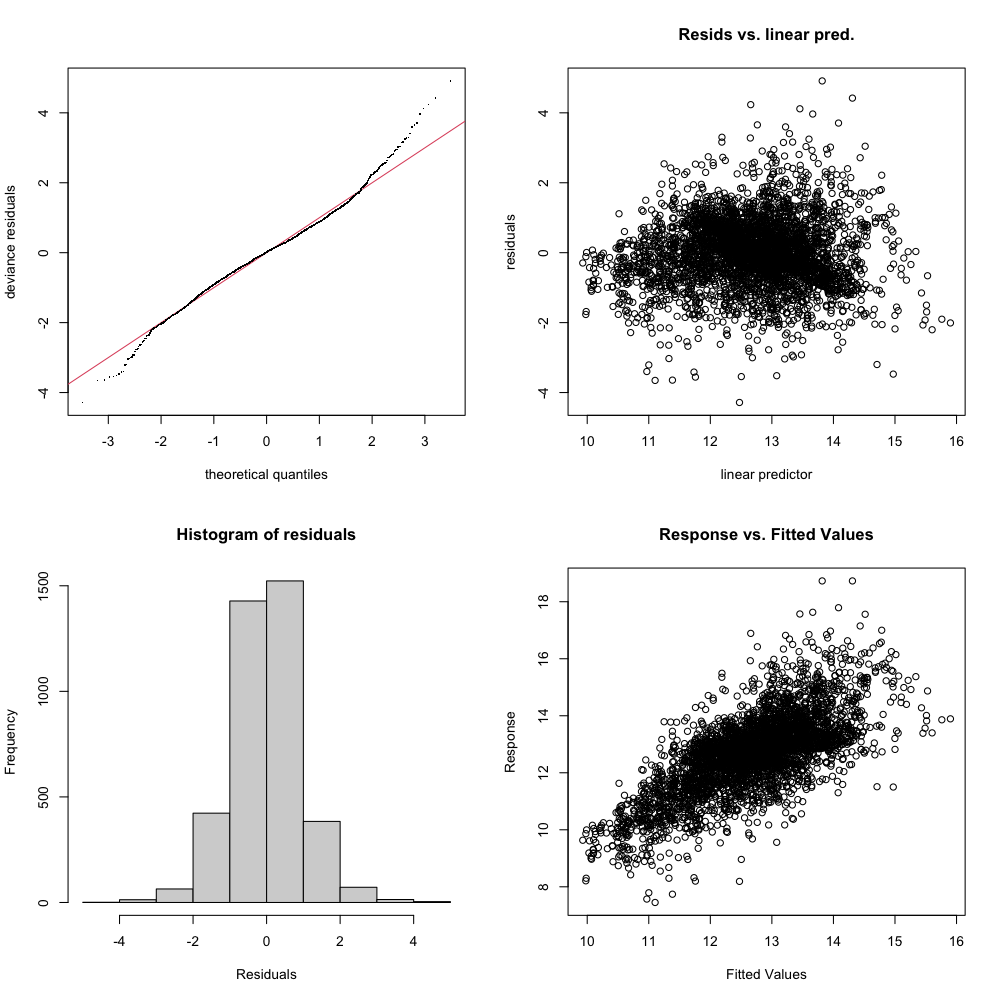 deviance residuals
4
2
0
-2
-4
-3 -2 -1 0 1 2 3
theoretical quantiles
Resids vs. linear pred.
residuals
4
2
0
-2
-4
10 11 12 13 14 15 16
linear predictor
Histogram of residuals
Frequency
1500
1000
500
0
-4 -2 0 2 4
Residuals
Response vs. Fitted Values
Response
18
16
14
12
10
8
10 11 12 13 14 15 16
Fitted Values